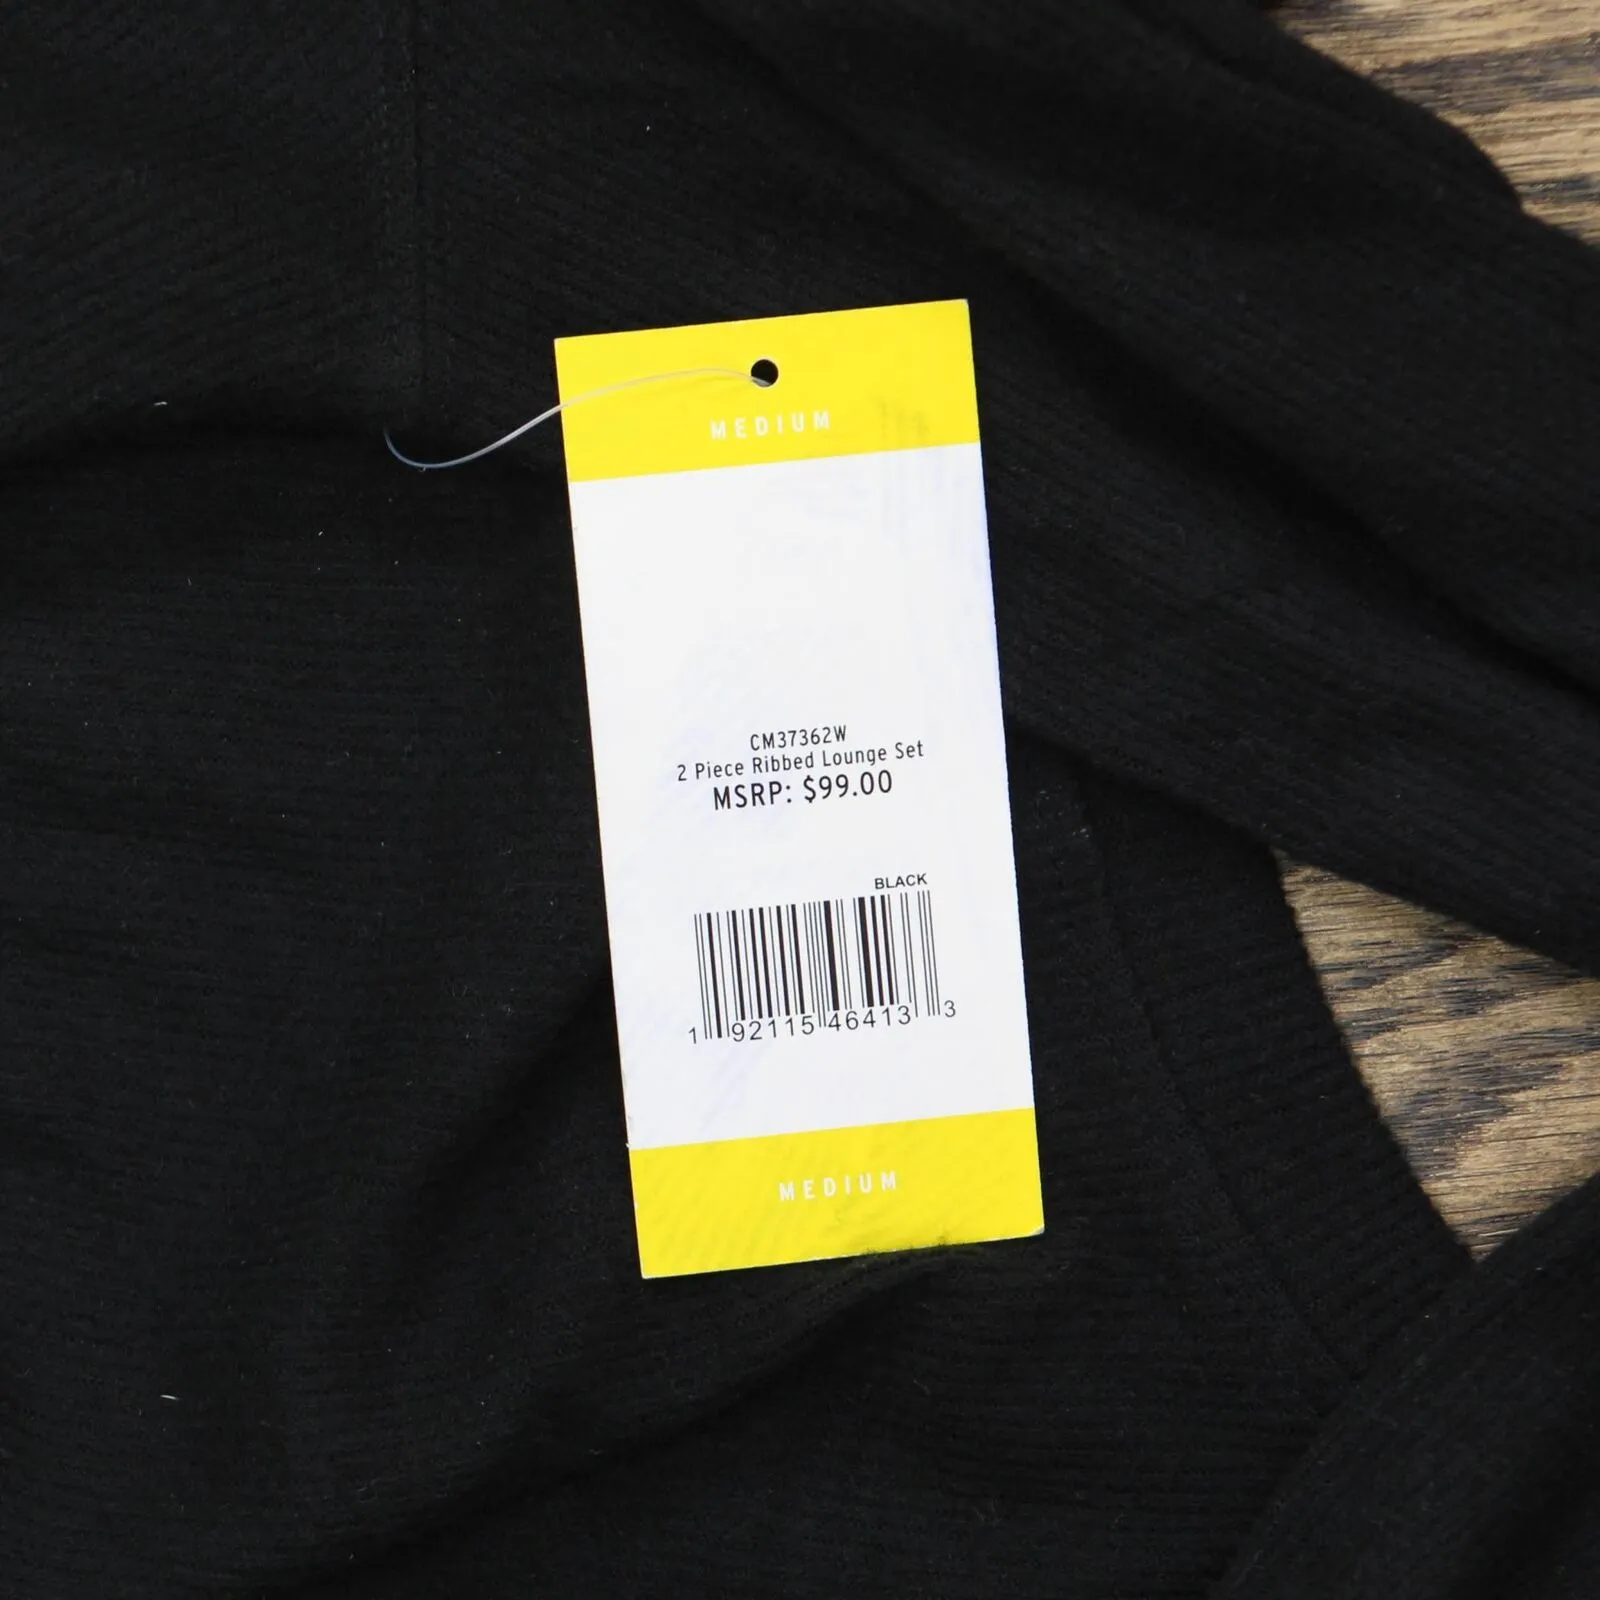 MEDIUM
CM37362W
2 Piece Ribbed Lounge Set
MSRP: $99.00
BLACK
1 92115 46413 3
MEDIUM